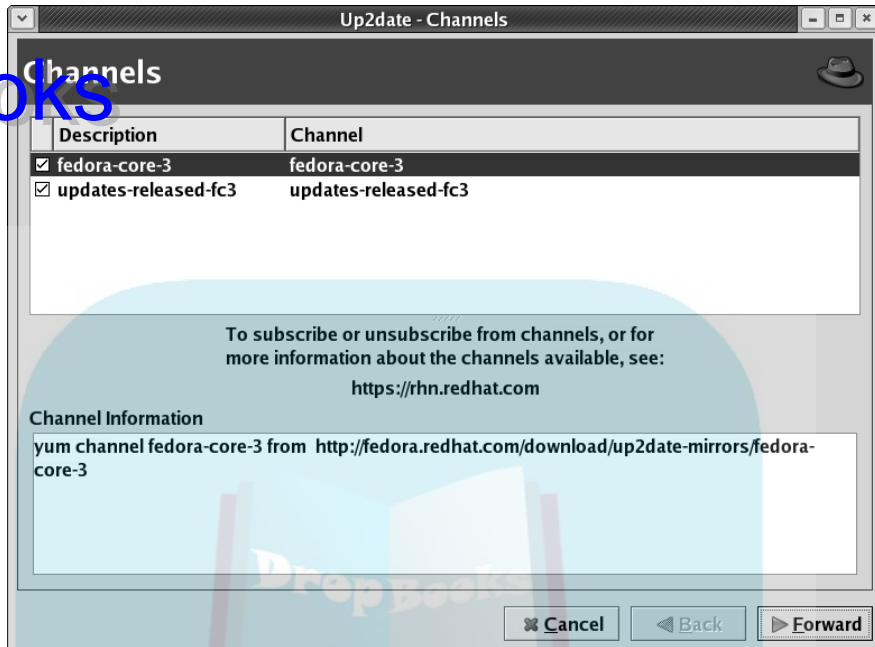 Up2date - Channels
Channels
oks
Description Channel
fedora-core-3 fedora-core-3
updates-released-fc3 updates-released-fc3
To subscribe or unsubscribe from channels, or for
more information about the channels available, see:
https://rhn.redhat.com
Channel Information
yum channel fedora-core-3 from http://fedora.redhat.com/download/up2date-mirrors/fedora-
core-3
DropBooks
Cancel Back Forward